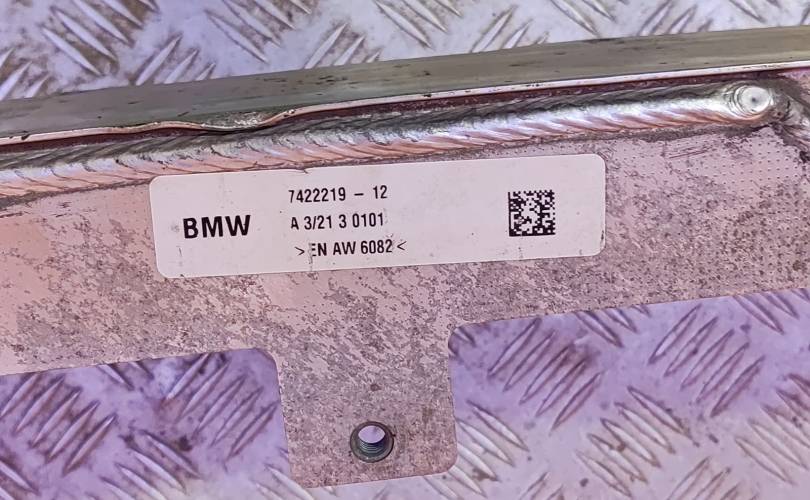 BMW
7422219 - 12
A 3/21 3 0101
>EN AW 6082<